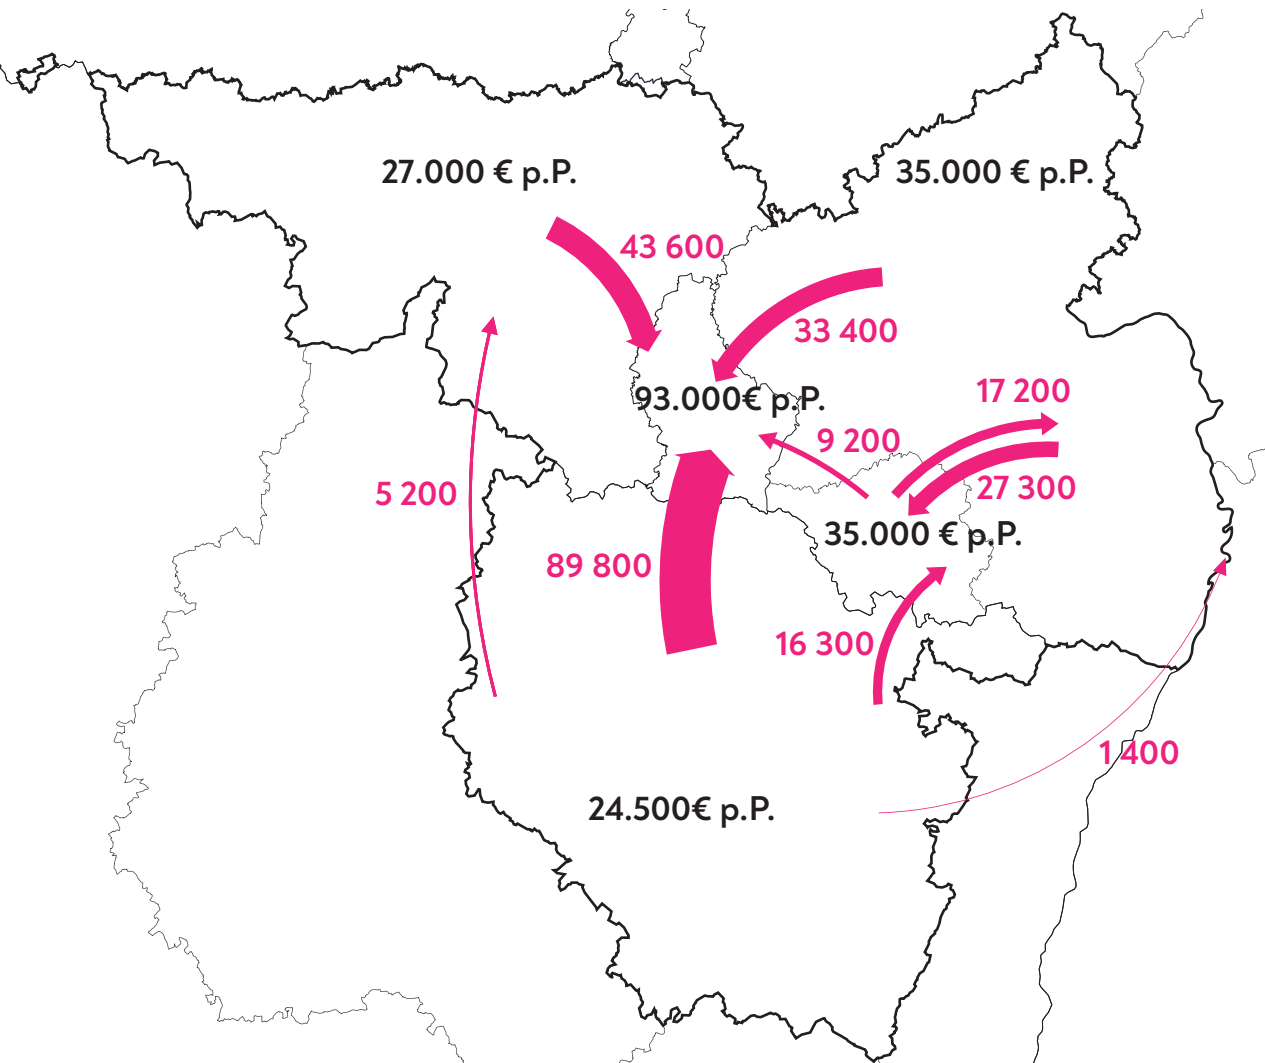 27.000 € p.P.
35.000 € p.P.
43 600
33 400
93.000€ p.P.
17 200
9 200
27 300
5 200
35.000 € p.P.
89 800
16 300
1 400
24.500€ p.P.